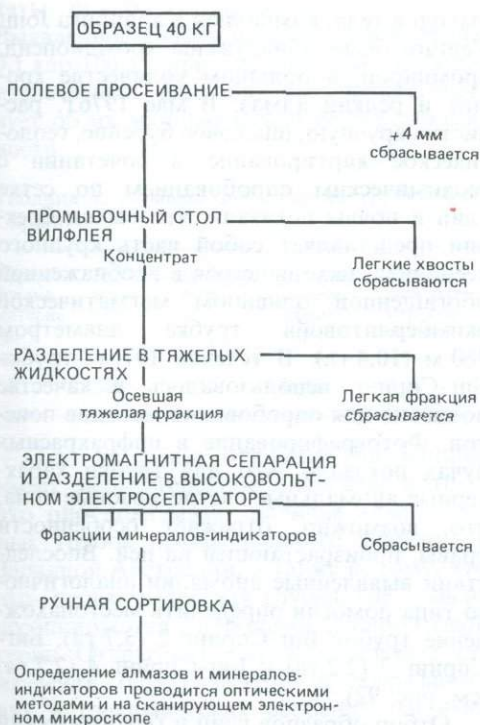 ОБРАЗЕЦ 40 КГ
ПОЛЕВОЕ ПРОСЕИВАНИЕ
+4 мм
сбрасывается
ПРОМЫВОЧНЫЙ СТОЛ
ВИЛФЛЕЯ
Концентрат
Легкие хвосты
сбрасываются
РАЗДЕЛЕНИЕ В ТЯЖЕЛЫХ
ЖИДКОСТЯХ
Осевшая
тяжелая фракция
Легкая фракция
сбрасывается
ЭЛЕКТРОМАГНИТНАЯ СЕПАРАЦИЯ
И РАЗДЕЛЕНИЕ В ВЫСОКОВОЛЬТ-
НОМ ЭЛЕКТРОСЕПАРАТОРЕ
Фракции минералов-индикаторов
Сбрасывается
РУЧНАЯ СОРТИРОВКА
Определение алмазов и минералов-
индикаторов проводится оптическими
методами и на сканирующем электрон-
ном микроскопе